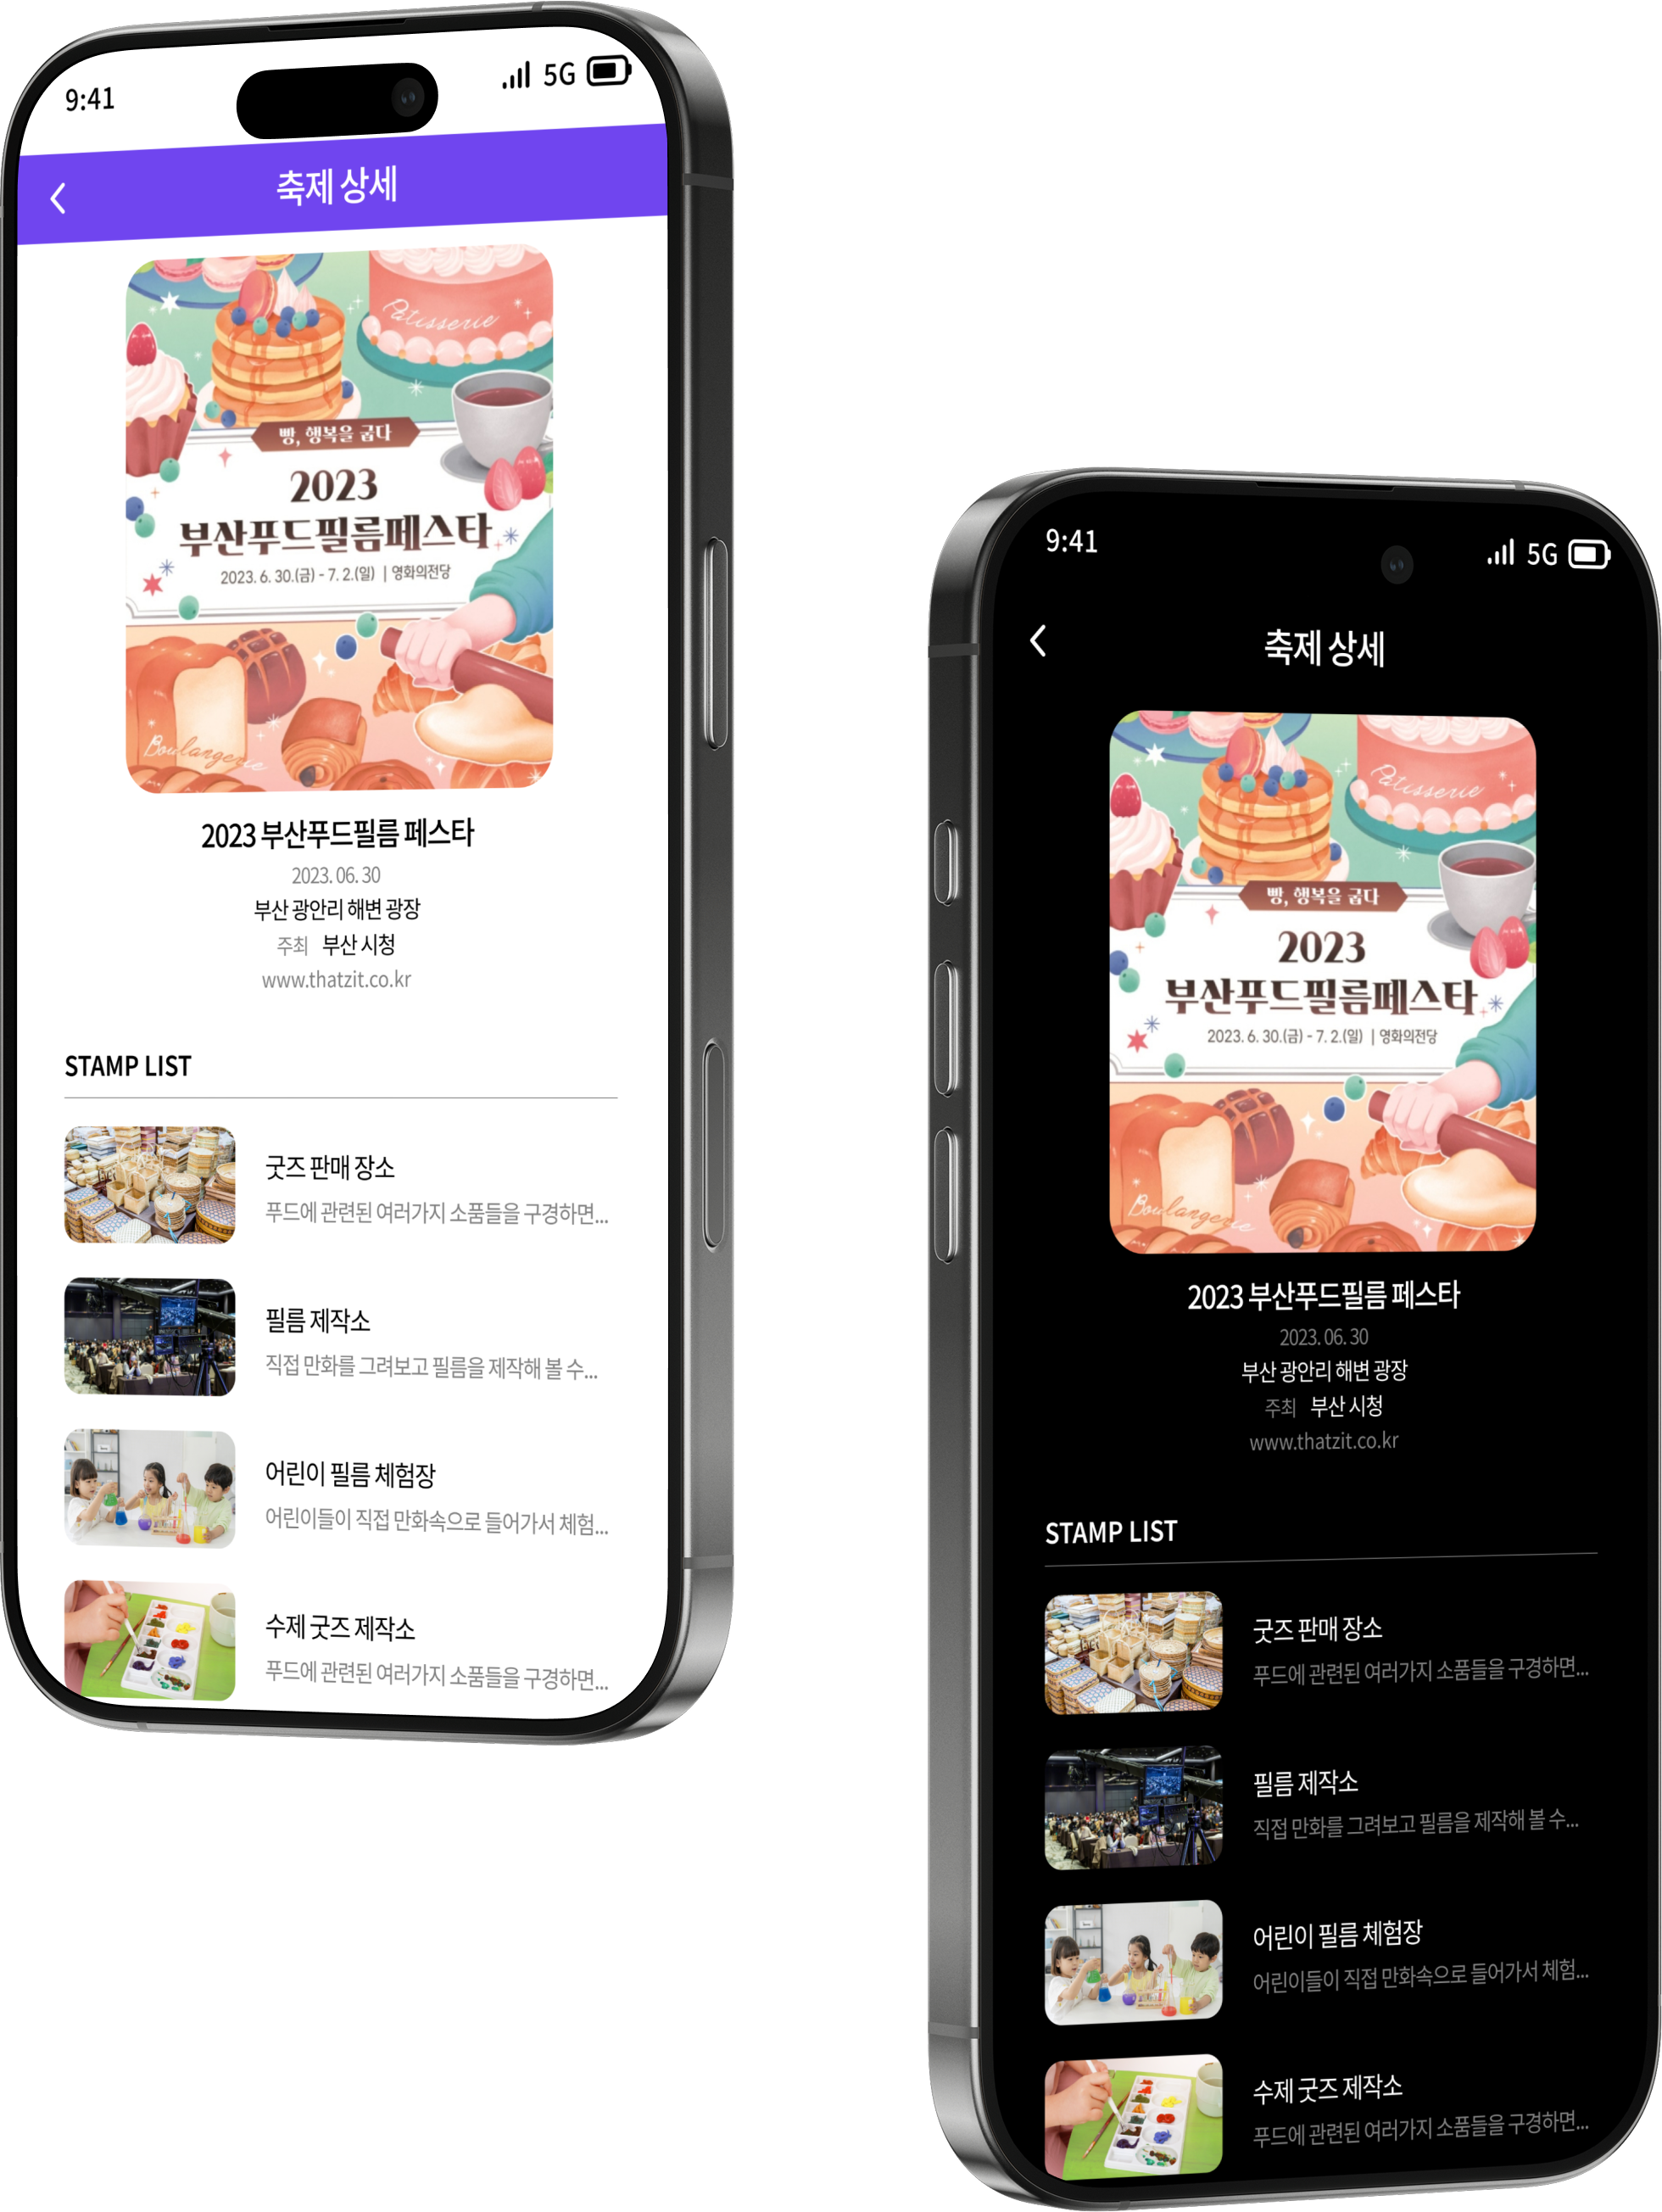 9:41
5G
축제 상세
Patisserie
빵, 행복을 굽다
2023
부산푸드필름페스타
2023. 6. 30.(금) - 7. 2.(일) | 영화의전당
Boulangerie
2023 부산푸드필름 페스타
2023. 06. 30
부산 광안리 해변 광장
주최 부산 시청
www.thatzit.co.kr
STAMP LIST
굿즈 판매 장소
푸드에 관련된 여러가지 소품들을 구경하면...
필름 제작소
직접 만화를 그려보고 필름을 제작해 볼 수...
어린이 필름 체험장
어린이들이 직접 만화속으로 들어가서 체험...
수제 굿즈 제작소
푸드에 관련된 여러가지 소품들을 구경하면...
9:41
5G
축제 상세
Patisserie
빵, 행복을 굽다
2023
부산푸드필름페스타
2023. 6. 30.(금) - 7. 2.(일) | 영화의전당
Boulangerie
2023 부산푸드필름 페스타
2023. 06. 30
부산 광안리 해변 광장
주최 부산 시청
www.thatzit.co.kr
STAMP LIST
굿즈 판매 장소
푸드에 관련된 여러가지 소품들을 구경하면...
필름 제작소
직접 만화를 그려보고 필름을 제작해 볼 수...
어린이 필름 체험장
어린이들이 직접 만화속으로 들어가서 체험...
수제 굿즈 제작소
푸드에 관련된 여러가지 소품들을 구경하면...